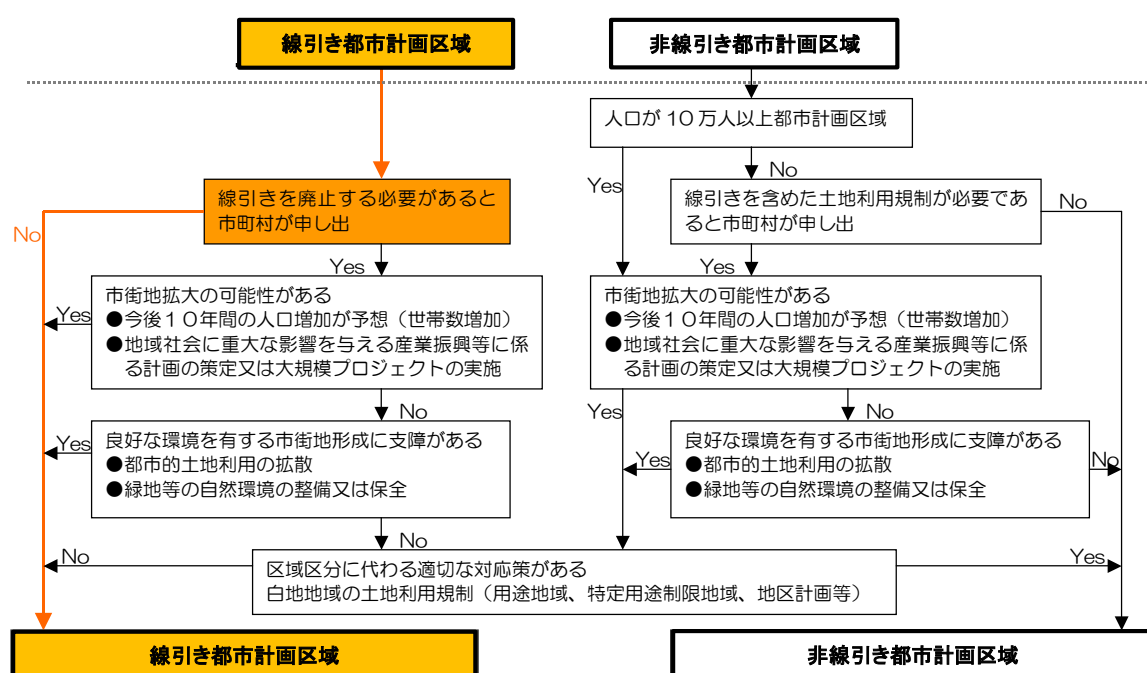 線引き都市計画区域
非線引き都市計画区域
人口が 10 万人以上都市計画区域
No
Yes
線引きを廃止する必要があると
市町村が申し出
線引きを含めた土地利用規制が必要であ
ると市町村が申し出
No
No
Yes
Yes
市街地拡大の可能性がある
●今後10年間の人口増加が予想（世帯数増加）
●地域社会に重大な影響を与える産業振興等に係
る計画の策定又は大規模プロジェクトの実施
Yes
市街地拡大の可能性がある
●今後10年間の人口増加が予想（世帯数増加）
●地域社会に重大な影響を与える産業振興等に係
る計画の策定又は大規模プロジェクトの実施
No
Yes
No
良好な環境を有する市街地形成に支障がある
●都市的土地利用の拡散
●緑地等の自然環境の整備又は保全
Yes
良好な環境を有する市街地形成に支障がある
●都市的土地利用の拡散
●緑地等の自然環境の整備又は保全
Yes
No
No
No
区域区分に代わる適切な対応策がある
白地地域の土地利用規制（用途地域、特定用途制限地域、地区計画等）
Yes
線引き都市計画区域
非線引き都市計画区域